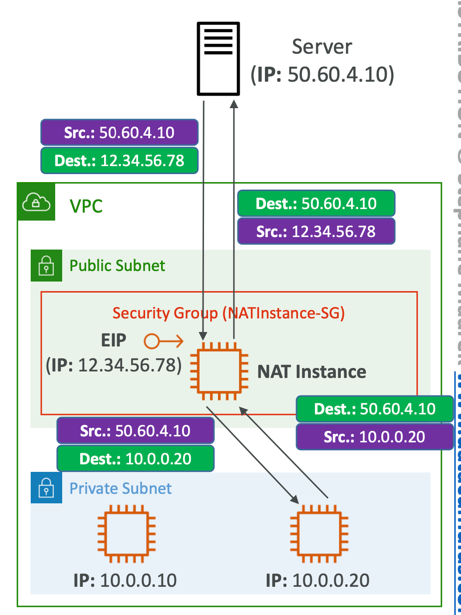 Server
(IP: 50.60.4.10)
Src.: 50.60.4.10
Dest.: 12.34.56.78
Dest.: 50.60.4.10
Src.: 12.34.56.78
VPC
Public Subnet
Security Group (NATInstance-SG)
EIP
(IP: 12.34.56.78)
NAT Instance
Dest.: 50.60.4.10
Src.: 10.0.0.20
Src.: 50.60.4.10
Dest.: 10.0.0.20
Private Subnet
IP: 10.0.0.10
IP: 10.0.0.20